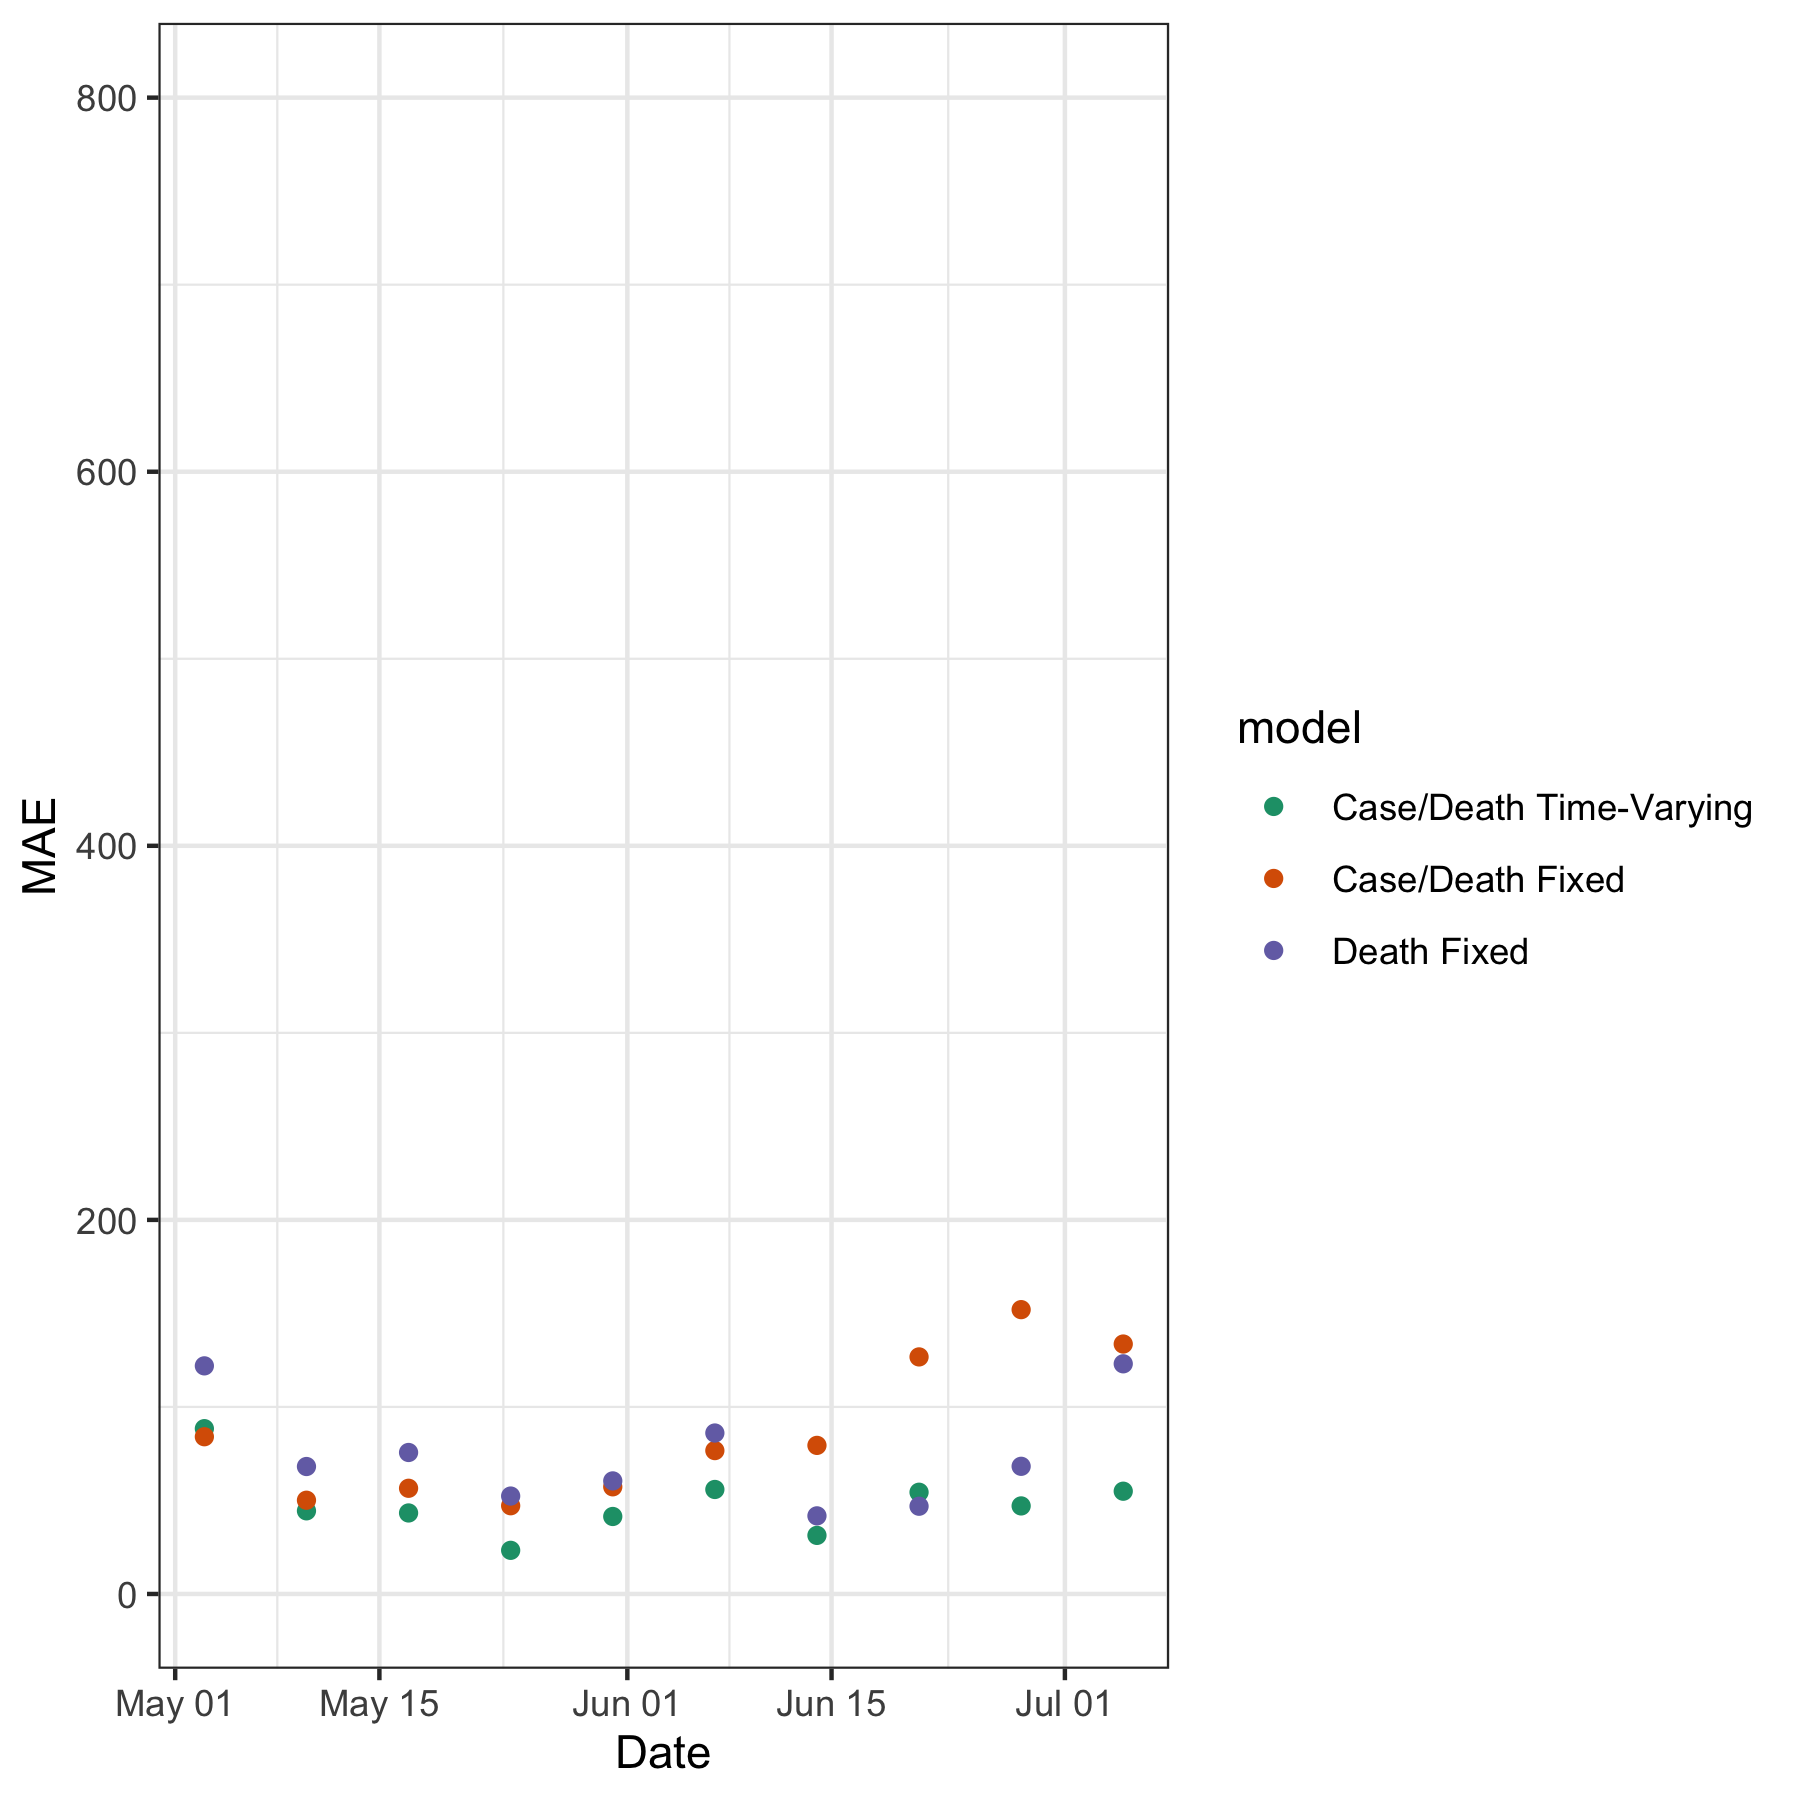 800
600
400
200
0
MAE
May 01
May 15
Jun 01
Jun 15
Jul 01
Date
model
Case/Death Time-Varying
Case/Death Fixed
Death Fixed